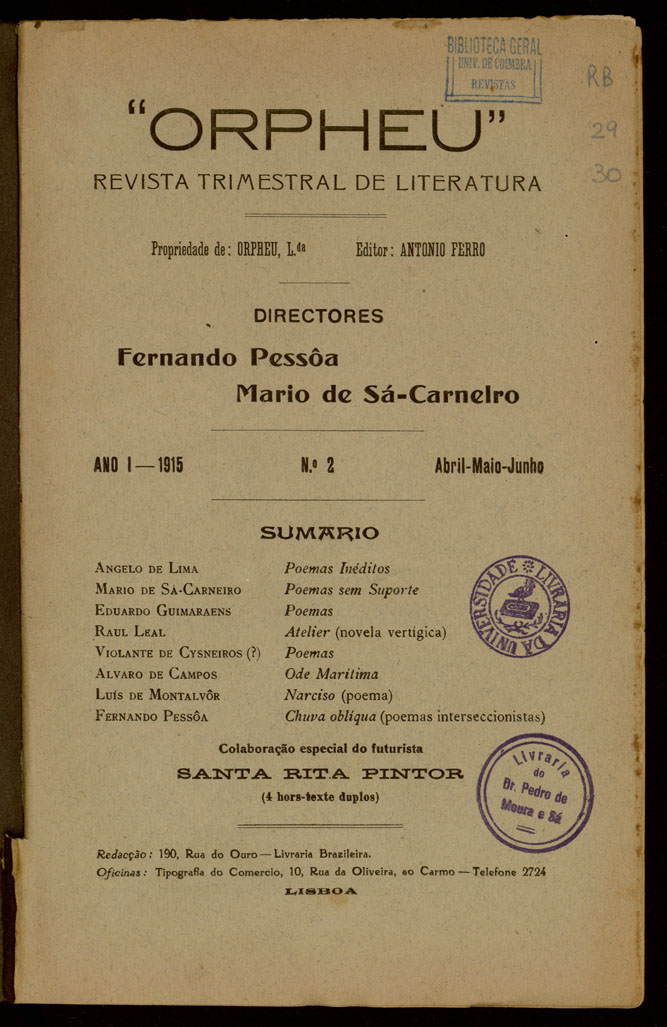 BIBLIOTECA GERAL
UNIV. DE COIMBRA
REVISTAS
RB
29
30
“ORPHEU”
REVISTA TRIMESTRAL DE LITERATURA
Propriedade de: ORPHEU, L.da Editor: ANTONIO FERRO
DIRECTORES
Fernando Pessôa
Mario de Sá-Carneiro
ANO I — 1915 N.º 2 Abril-Maio-Junho
SUMARIO
ANGELO DE LIMA Poemas Inéditos
MARIO DE SÁ-CARNEIRO Poemas sem Suporte
EDUARDO GUIMARAENS Poemas
RAUL LEAL Atelier (novela vertígica)
VIOLANTE DE CYSNEIROS (?) Poemas
ALVARO DE CAMPOS Ode Marítima
LUÍS DE MONTALVÔR Narciso (poema)
FERNANDO PESSÔA Chuva oblíqua (poemas interseccionistas)
LIVRARIA DA UNIVERSIDADE
Colaboração especial do futurista
SANTA RITA PINTOR
(4 hors-texte duplos)
Livraria
do
Dr. Pedro de
Moura e Sá
Redacção: 190, Rua do Ouro — Livraria Brazileira.
Oficinas: Tipografia do Comercio, 10, Rua da Oliveira, ao Carmo — Telefone 2724
LISBOA